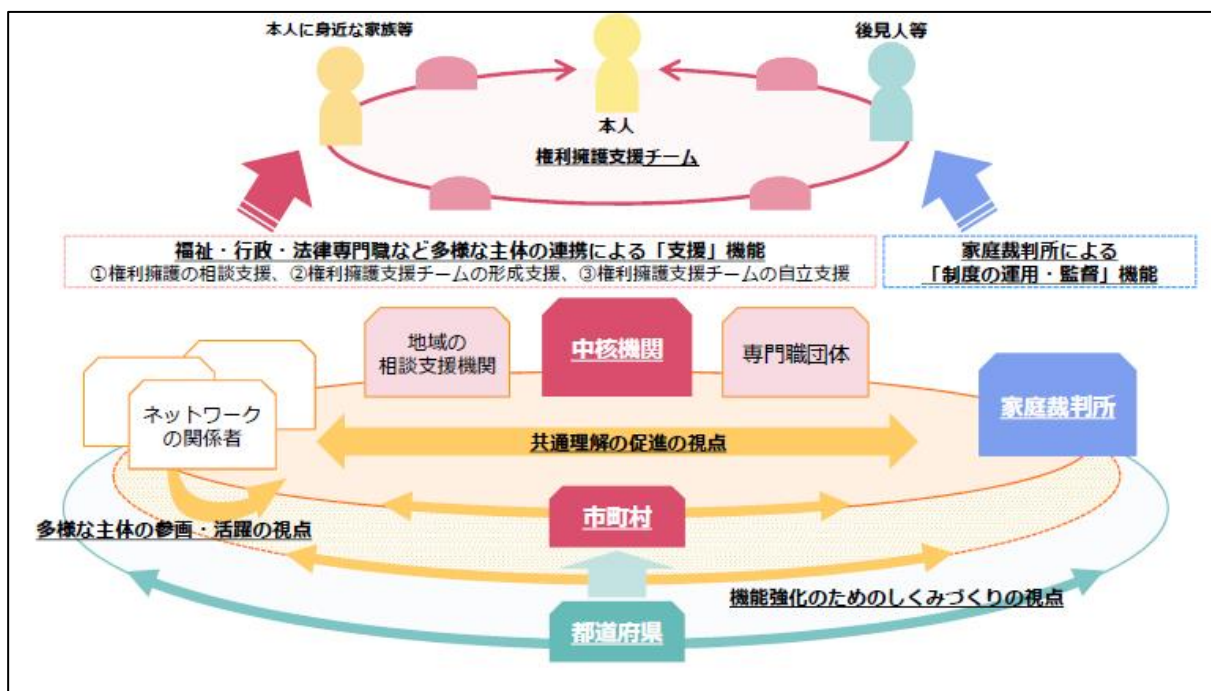 本人に身近な家族等
後見人等
本人
権利擁護支援チーム
福祉・行政・法律専門職など多様な主体の連携による「支援」機能
①権利擁護の相談支援、②権利擁護支援チームの形成支援、③権利擁護支援チームの自立支援
家庭裁判所による
「制度の運用・監督」機能
地域の
相談支援機関
中核機関
専門職団体
ネットワーク
の関係者
家庭裁判所
共通理解の促進の視点
市町村
多様な主体の参画・活躍の視点
機能強化のためのしくみづくりの視点
都道府県